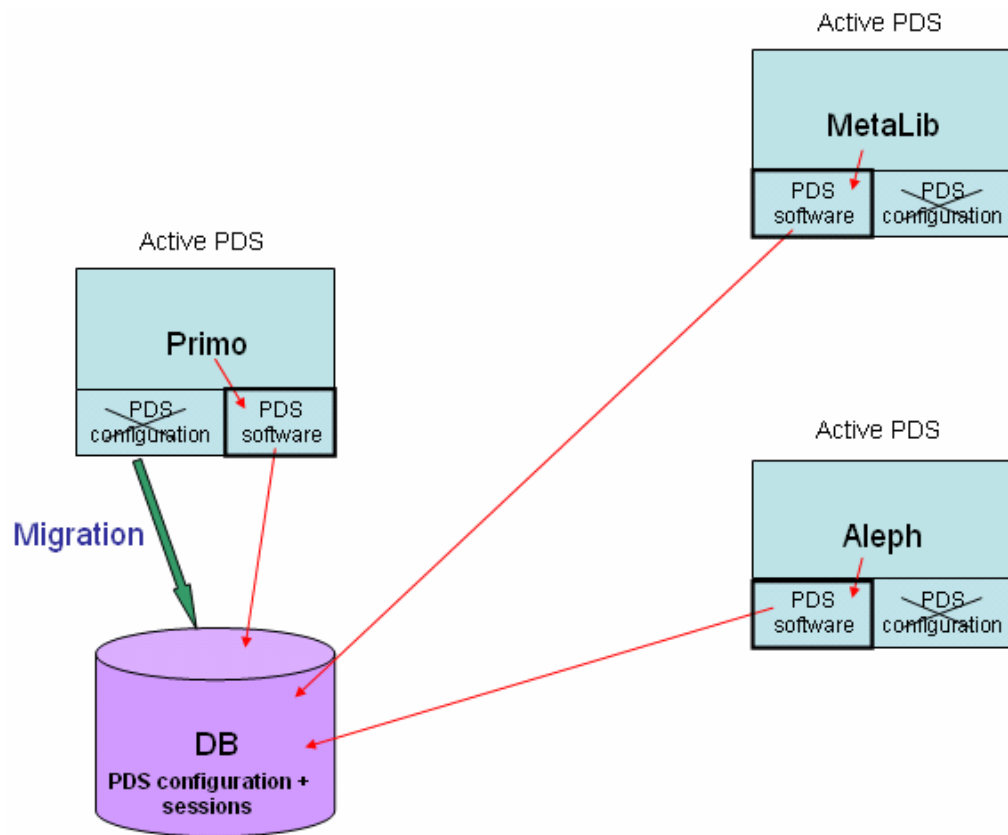 Active PDS
MetaLib
PDS
software
PDS
configuration
Active PDS
Primo
PDS
configuration
PDS
software
Migration
Active PDS
Aleph
PDS
software
PDS
configuration
DB
PDS configuration +
sessions